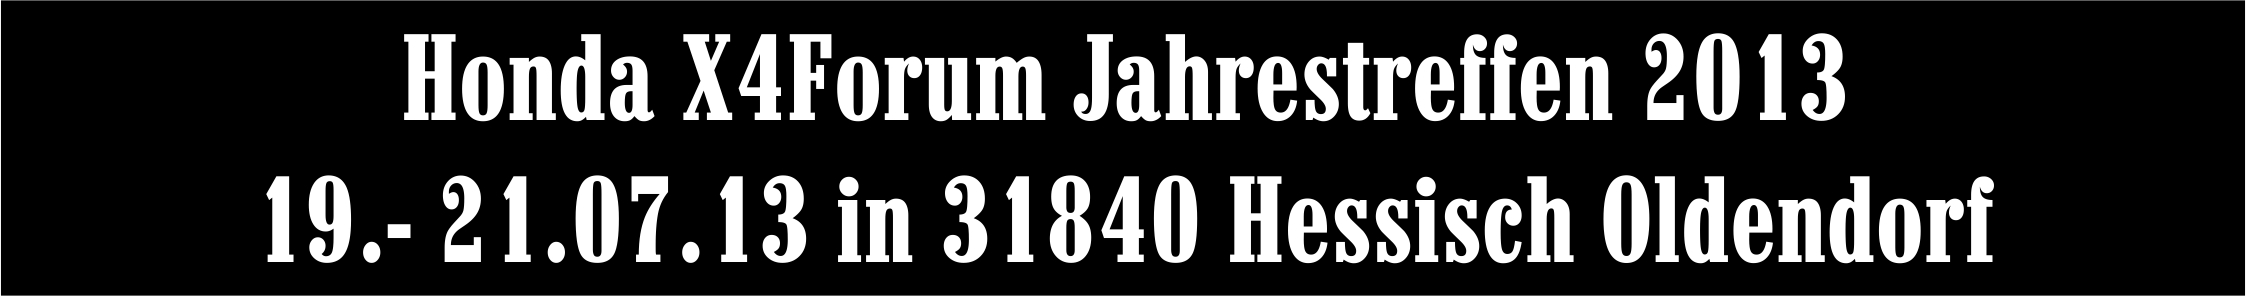 Honda X4Forum Jahrestreffen 2013
19.- 21.07.13 in 31840 Hessisch Oldendorf